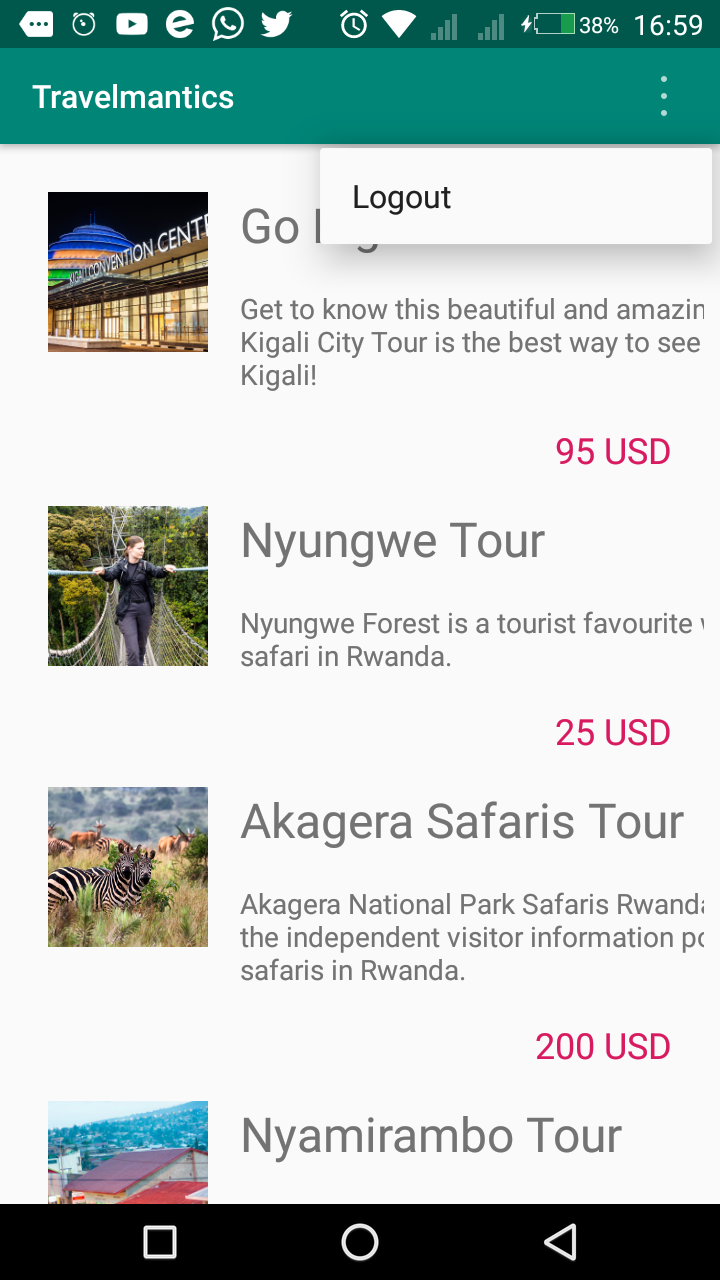 38% 16:59
Travelmantics
Logout
Go
KIGALI CONVENTION CENT
Get to know this beautiful and amazin
Kigali City Tour is the best way to see
Kigali!
95 USD
Nyungwe Tour
Nyungwe Forest is a tourist favourite
safari in Rwanda.
25 USD
Akagera Safaris Tour
Akagera National Park Safaris Rwanda
the independent visitor information po
safaris in Rwanda.
200 USD
Nyamirambo Tour